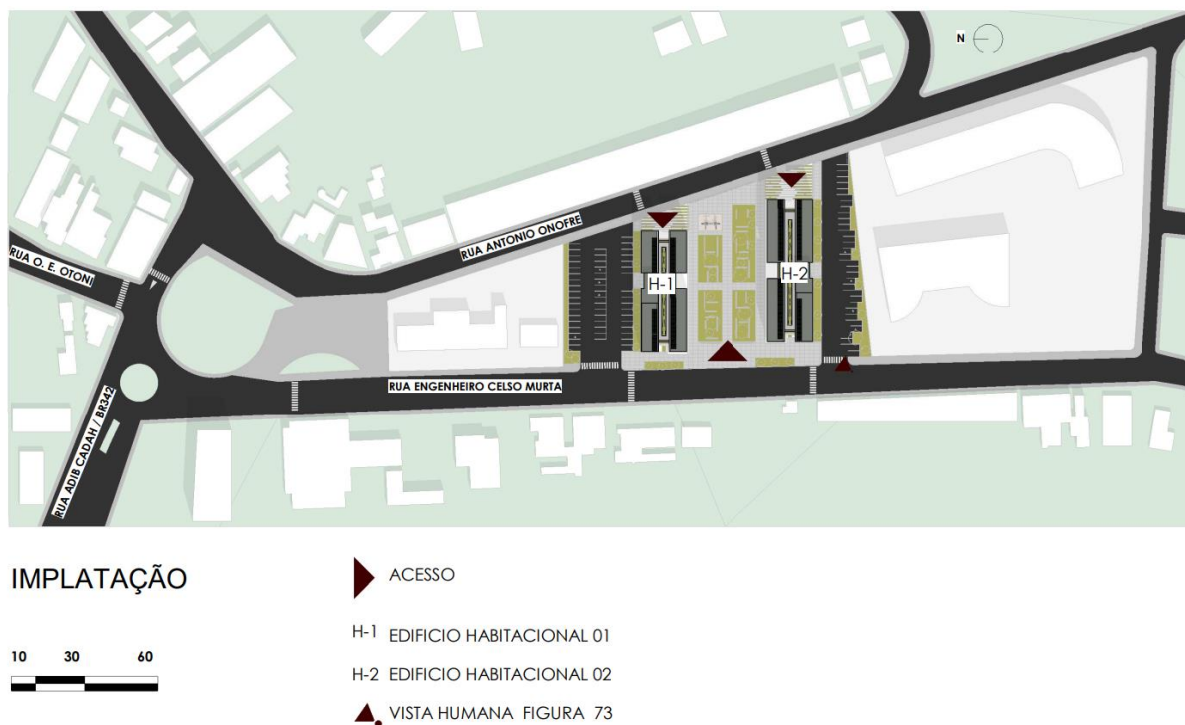 N
RUA O. E. OTONI
RUA ANTONIO ONOFRE
H-1
H-2
RUA ENGENHEIRO CELSO MURTA
RUA ADIB CADAH / BR342
IMPLATAÇÃO
10 30 60
ACESSO
H-1 EDIFICIO HABITACIONAL 01
H-2 EDIFICIO HABITACIONAL 02
VISTA HUMANA FIGURA 73